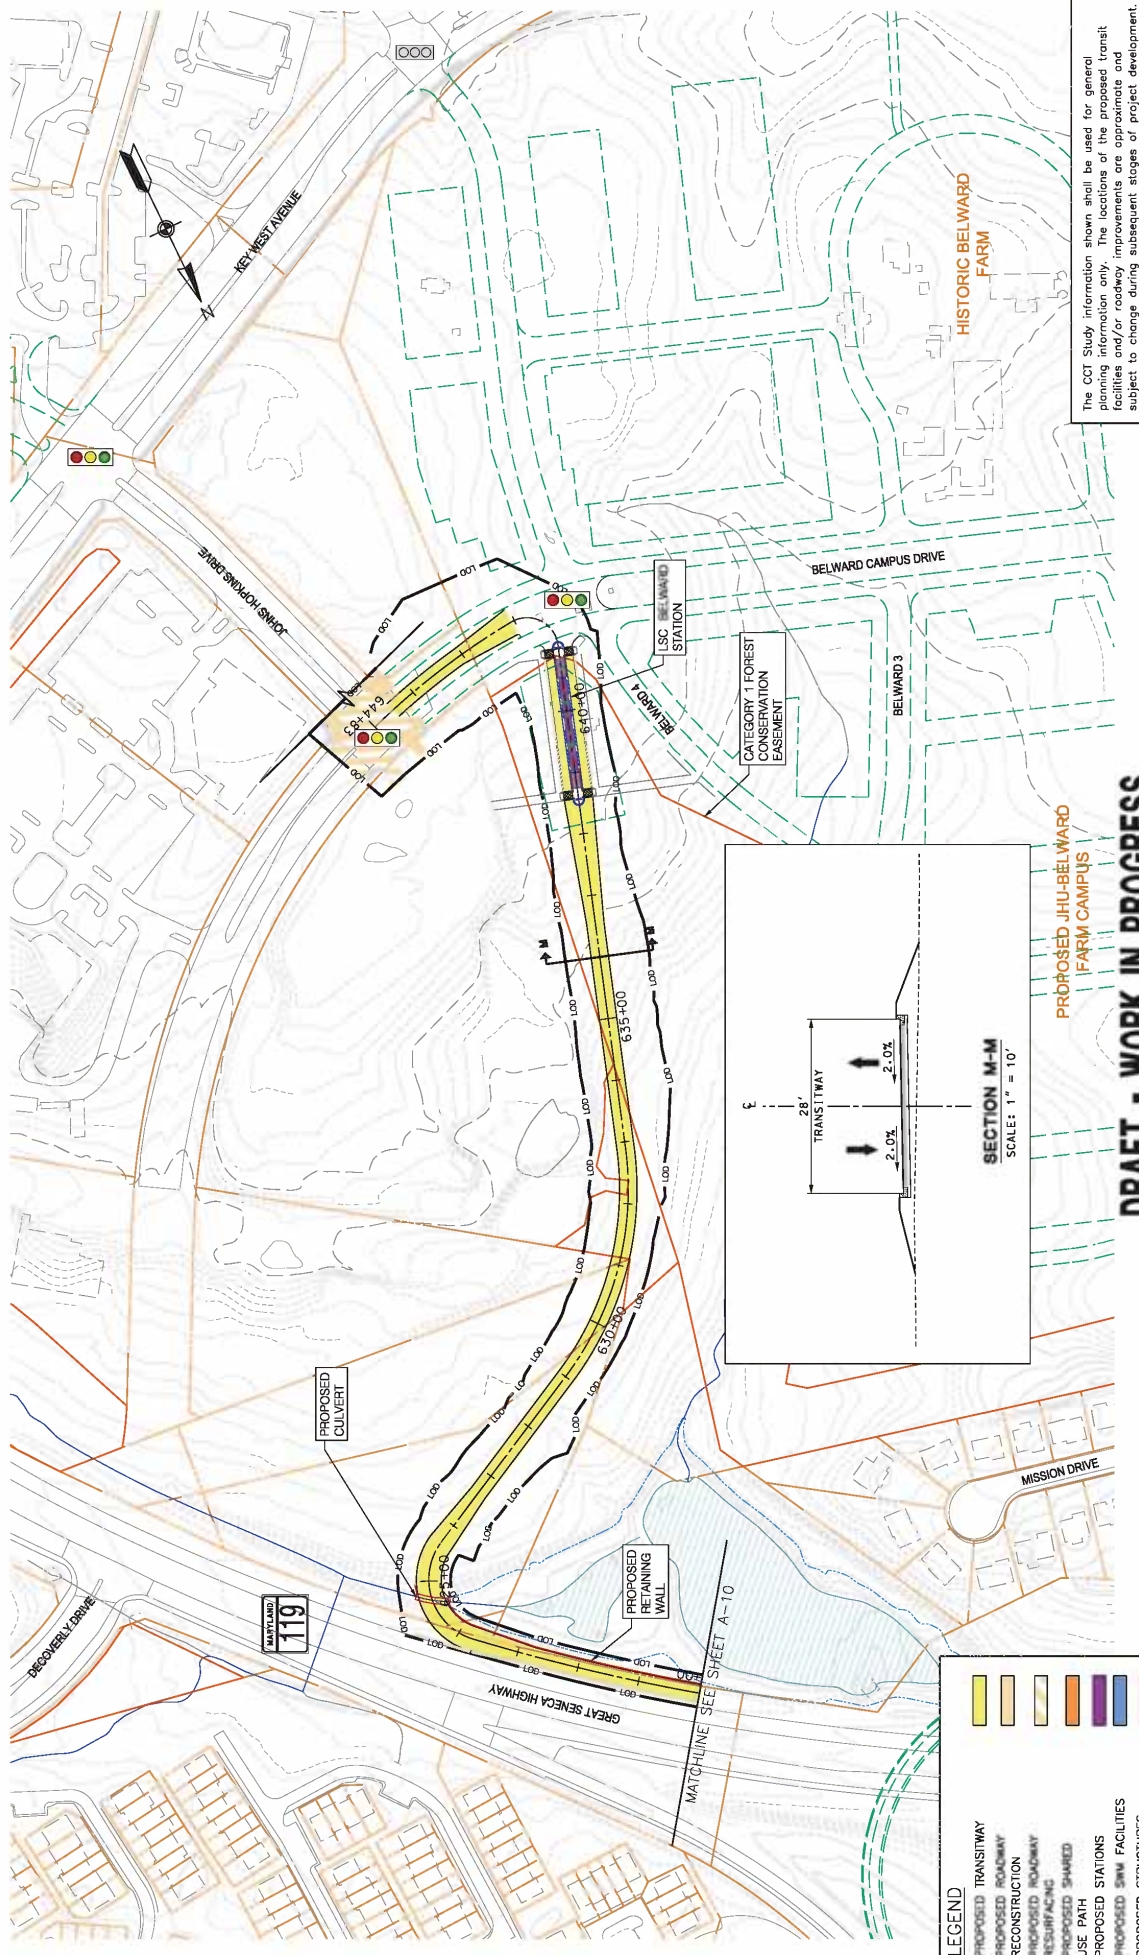 KEY WEST AVENUE
N
JOHNS HOPKINS DRIVE
HISTORIC BELWARD
FARM
The CCT Study information shown shall be used for general
planning information only. The locations of the proposed transit
facilities and/or roadway improvements are approximate and
subject to change during subsequent stages of project development.
BELWARD CAMPUS DRIVE
LSC BELWARD
STATION
BELWARD 3
BELWARD 4
CATEGORY 1 FOREST
CONSERVATION
EASEMENT
644+83
640+00
635+00
630+00
625+00
LOD
M
M
PROPOSED JHU-BELWARD
FARM CAMPUS
DRAFT - WORK IN PROGRESS
℄
28'
TRANSITWAY
2.0%
2.0%
SECTION M-M
SCALE: 1" = 10'
PROPOSED
CULVERT
PROPOSED
RETAINING
WALL
MISSION DRIVE
DECOVERLY DRIVE
MARYLAND
119
GREAT SENECA HIGHWAY
MATCHLINE SEE SHEET A-10
LEGEND
PROPOSED TRANSITWAY
PROPOSED ROADWAY
RECONSTRUCTION
PROPOSED ROADWAY
RESURFACING
PROPOSED SHARED
USE PATH
PROPOSED STATIONS
PROPOSED SWM FACILITIES
PROPOSED STRUCTURES